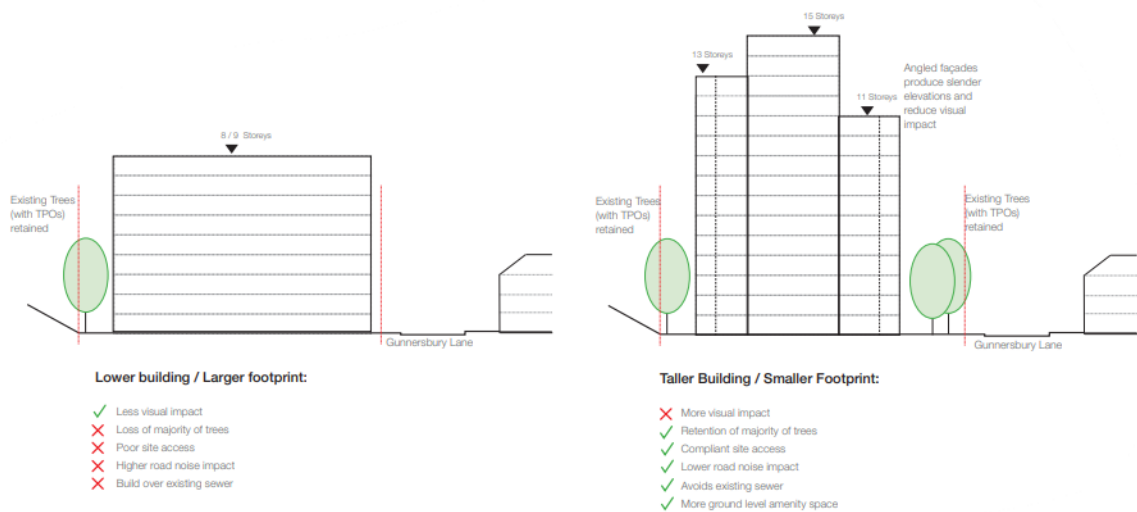 8 / 9 Storeys
Existing Trees
(with TPOs)
retained
Gunnersbury Lane
Lower building / Larger footprint:
Less visual impact
Loss of majority of trees
Poor site access
Higher road noise impact
Build over existing sewer
15 Storeys
13 Storeys
11 Storeys
Angled façades
produce slender
elevations and
reduce visual
impact
Existing Trees
(with TPOs)
retained
Existing Trees
(with TPOs)
retained
Gunnersbury Lane
Taller Building / Smaller Footprint:
More visual impact
Retention of majority of trees
Compliant site access
Lower road noise impact
Avoids existing sewer
More ground level amenity space